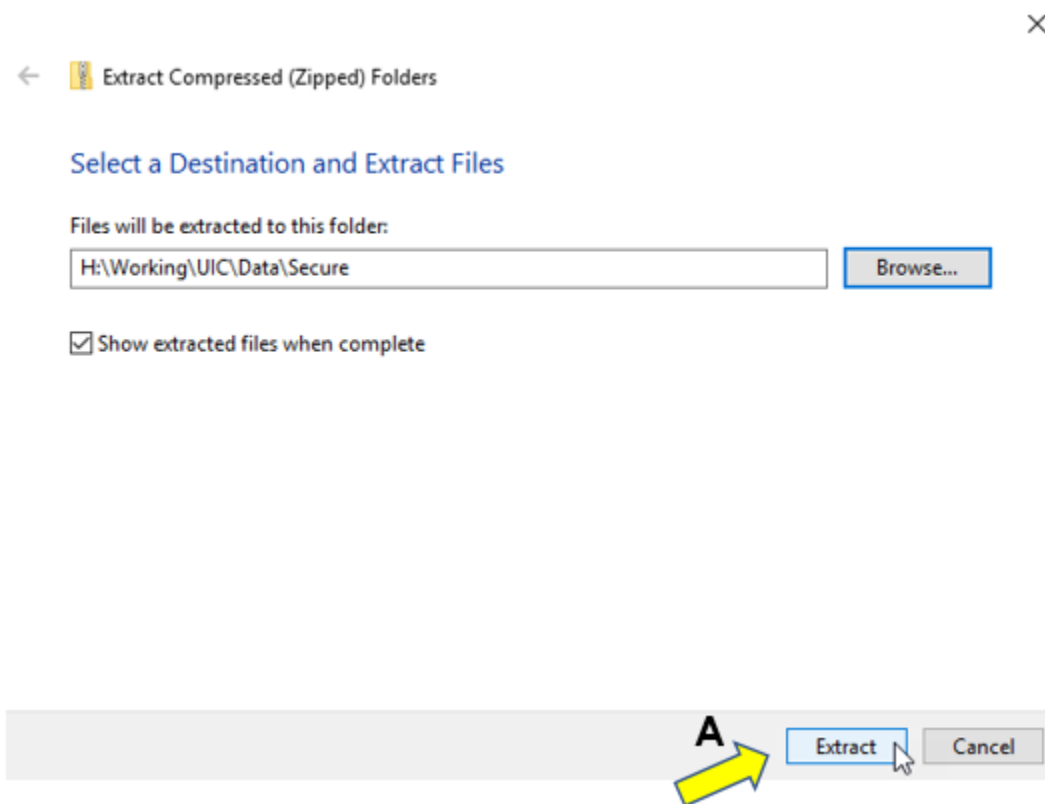 Extract Compressed (Zipped) Folders
Select a Destination and Extract Files
Files will be extracted to this folder:
H:\Working\UIC\Data\Secure
Browse...
Show extracted files when complete
A
Extract
Cancel